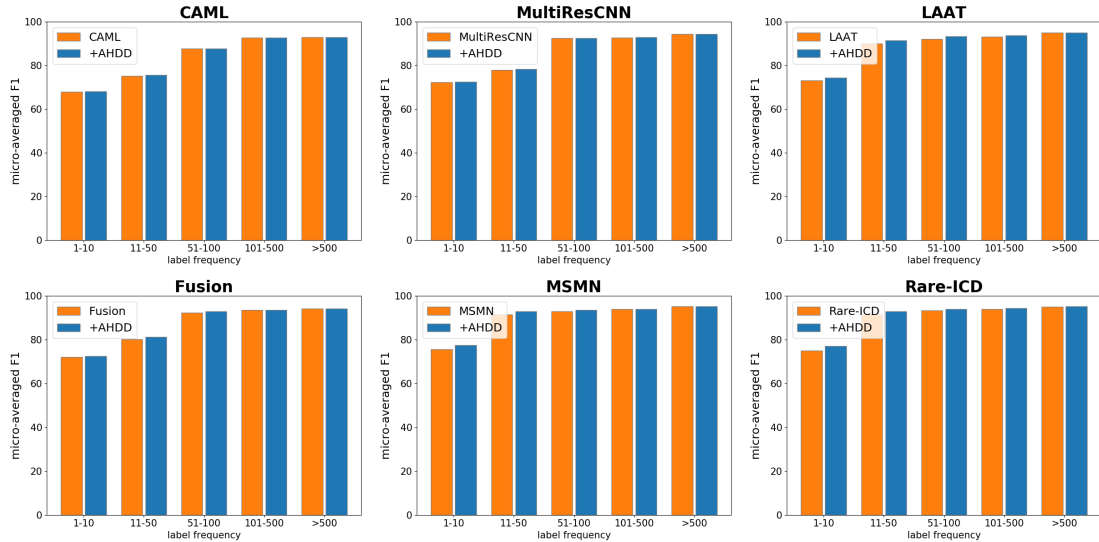 CAML
MultiResCNN
LAAT
100
80
60
40
20
0
micro-averaged F1
CAML
+AHDD
1-10
11-50
51-100
101-500
>500
label frequency
100
80
60
40
20
0
micro-averaged F1
MultiResCNN
+AHDD
1-10
11-50
51-100
101-500
>500
label frequency
100
80
60
40
20
0
micro-averaged F1
LAAT
+AHDD
1-10
11-50
51-100
101-500
>500
label frequency
Fusion
MSMN
Rare-ICD
100
80
60
40
20
0
micro-averaged F1
Fusion
+AHDD
1-10
11-50
51-100
101-500
>500
label frequency
100
80
60
40
20
0
micro-averaged F1
MSMN
+AHDD
1-10
11-50
51-100
101-500
>500
label frequency
100
80
60
40
20
0
micro-averaged F1
Rare-ICD
+AHDD
1-10
11-50
51-100
101-500
>500
label frequency